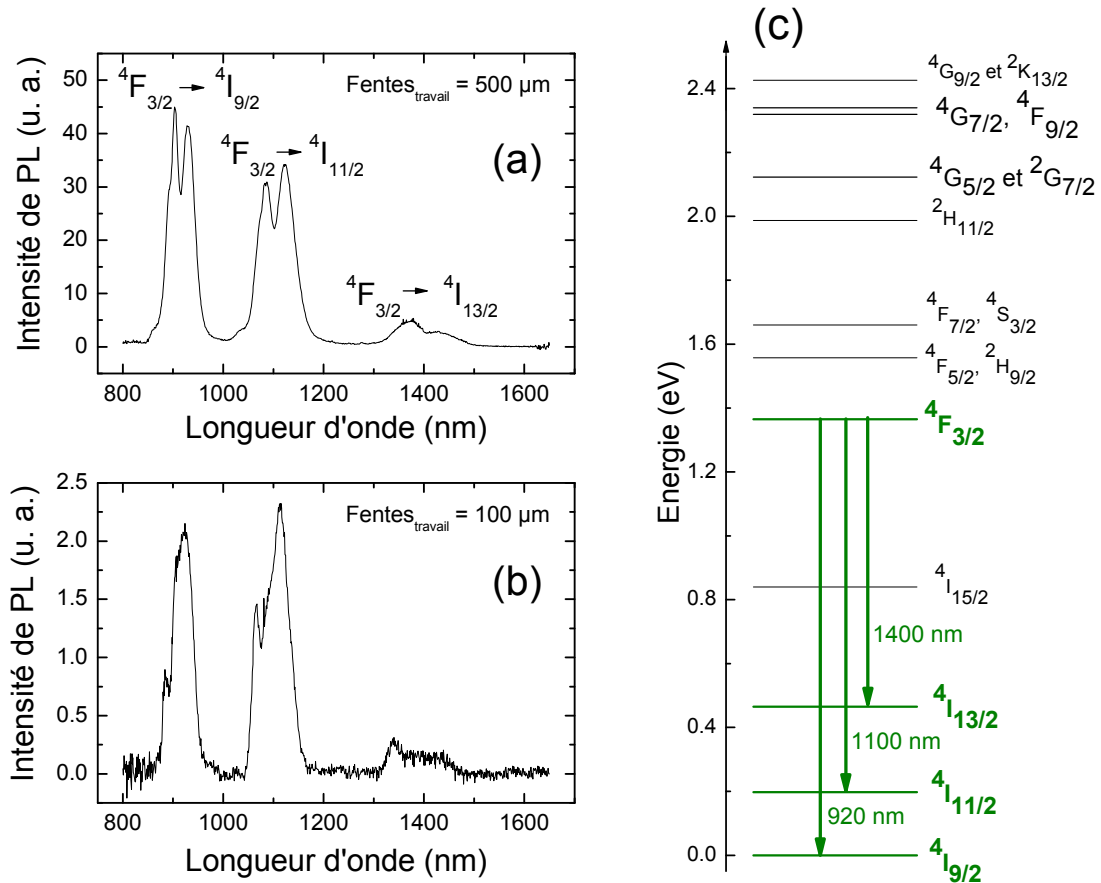 (a)
Fentes travail = 500 µm
4F3/2 → 4I9/2
4F3/2 → 4I11/2
4F3/2 → 4I13/2
Intensité de PL (u. a.)
50
40
30
20
10
0
800 1000 1200 1400 1600
Longueur d'onde (nm)
(b)
Fentes travail = 100 µm
Intensité de PL (u. a.)
2.5
2.0
1.5
1.0
0.5
0.0
800 1000 1200 1400 1600
Longueur d'onde (nm)
(c)
Energie (eV)
2.4
2.0
1.6
1.2
0.8
0.4
0.0
4G9/2 et 2K13/2
4G7/2, 4F9/2
4G5/2 et 2G7/2
2H11/2
4F7/2, 4S3/2
4F5/2, 2H9/2
4F3/2
4I15/2
1400 nm
4I13/2
1100 nm
4I11/2
920 nm
4I9/2